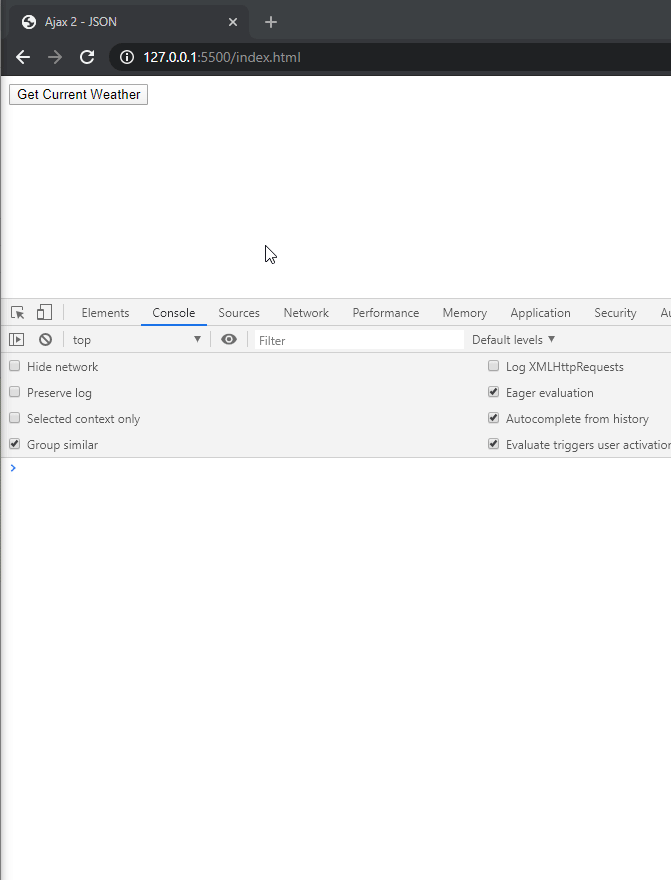 Ajax 2 - JSON
127.0.0.1:5500/index.html
Get Current Weather
Elements Console Sources Network Performance Memory Application Security
top Filter Default levels
Hide network Log XMLHttpRequests
Preserve log Eager evaluation
Selected context only Autocomplete from history
Group similar Evaluate triggers user activation